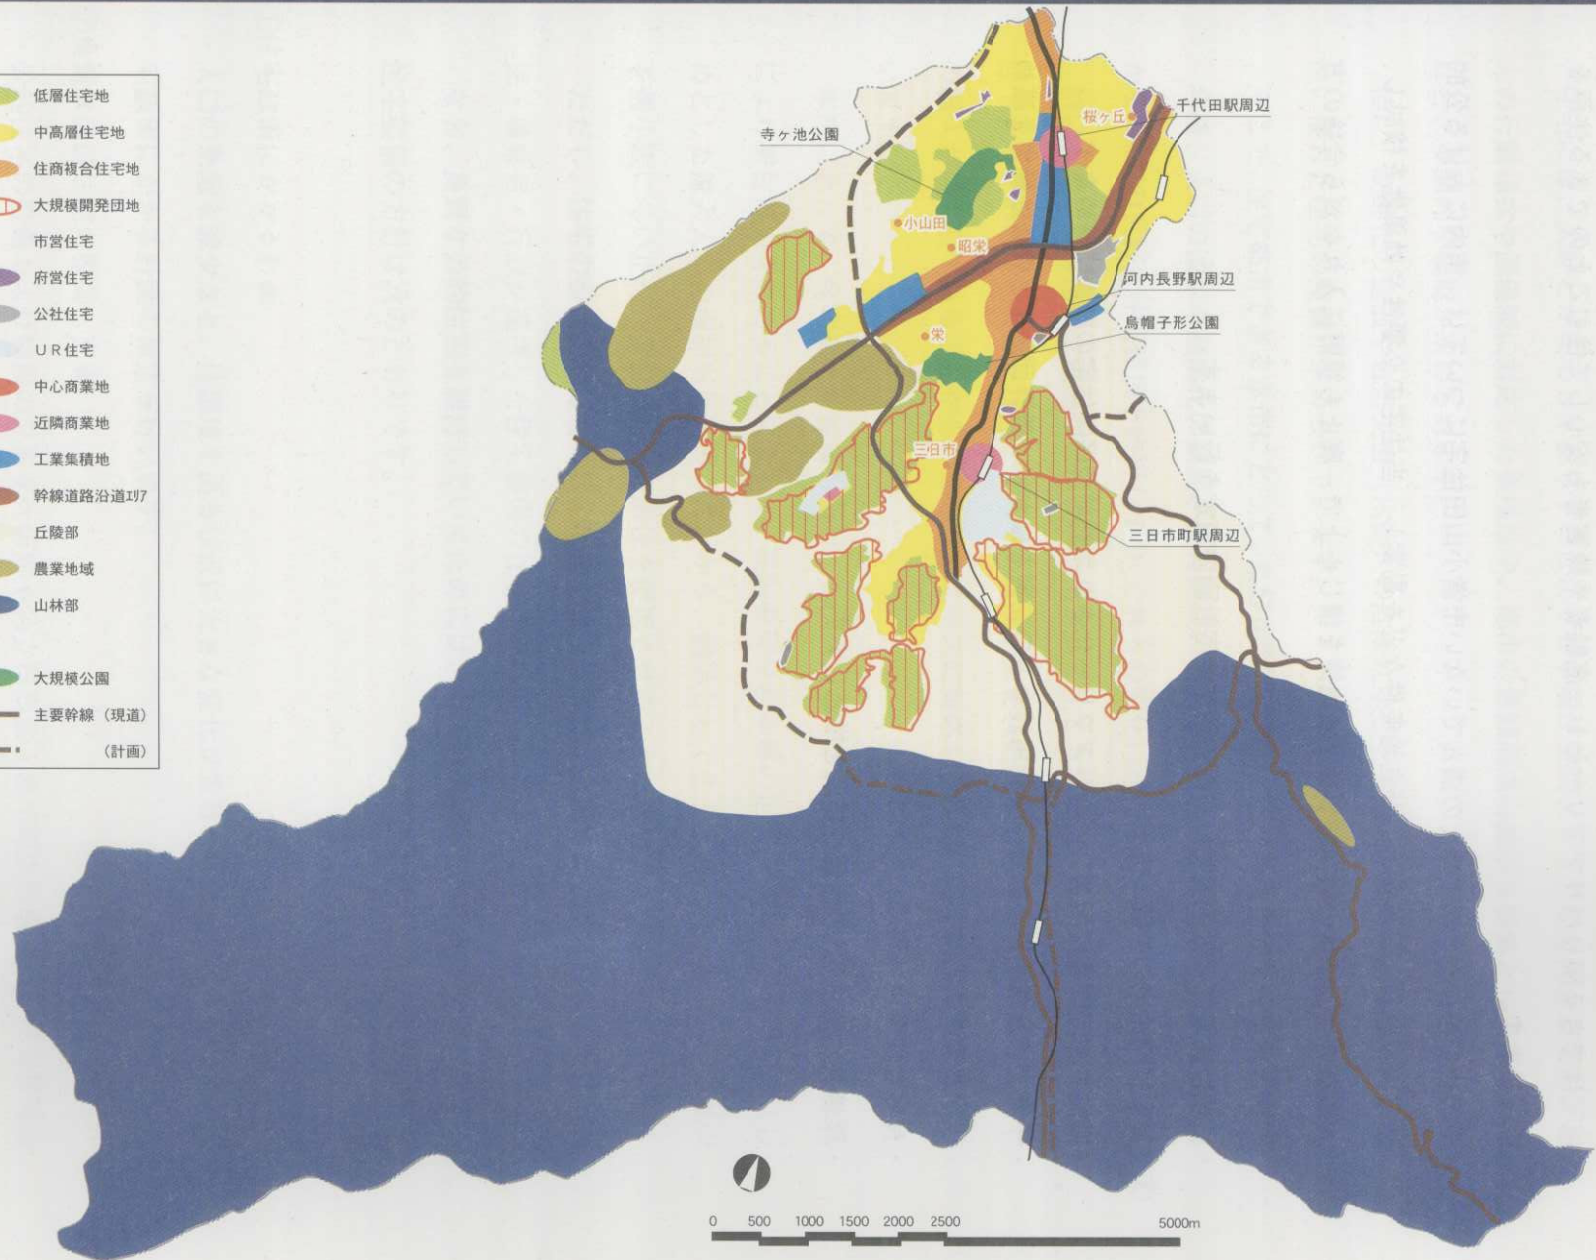 低層住宅地
中高層住宅地
住商複合住宅地
大規模開発団地
市営住宅
府営住宅
公社住宅
UR住宅
中心商業地
近隣商業地
工業集積地
幹線道路沿道エリア
丘陵部
農業地域
山林部
大規模公園
主要幹線（現道）
（計画）
千代田駅周辺
桜ヶ丘
寺ヶ池公園
小山田
昭栄
河内長野駅周辺
烏帽子形公園
栄
三日市
三日市町駅周辺
0 500 1000 1500 2000 2500 5000m